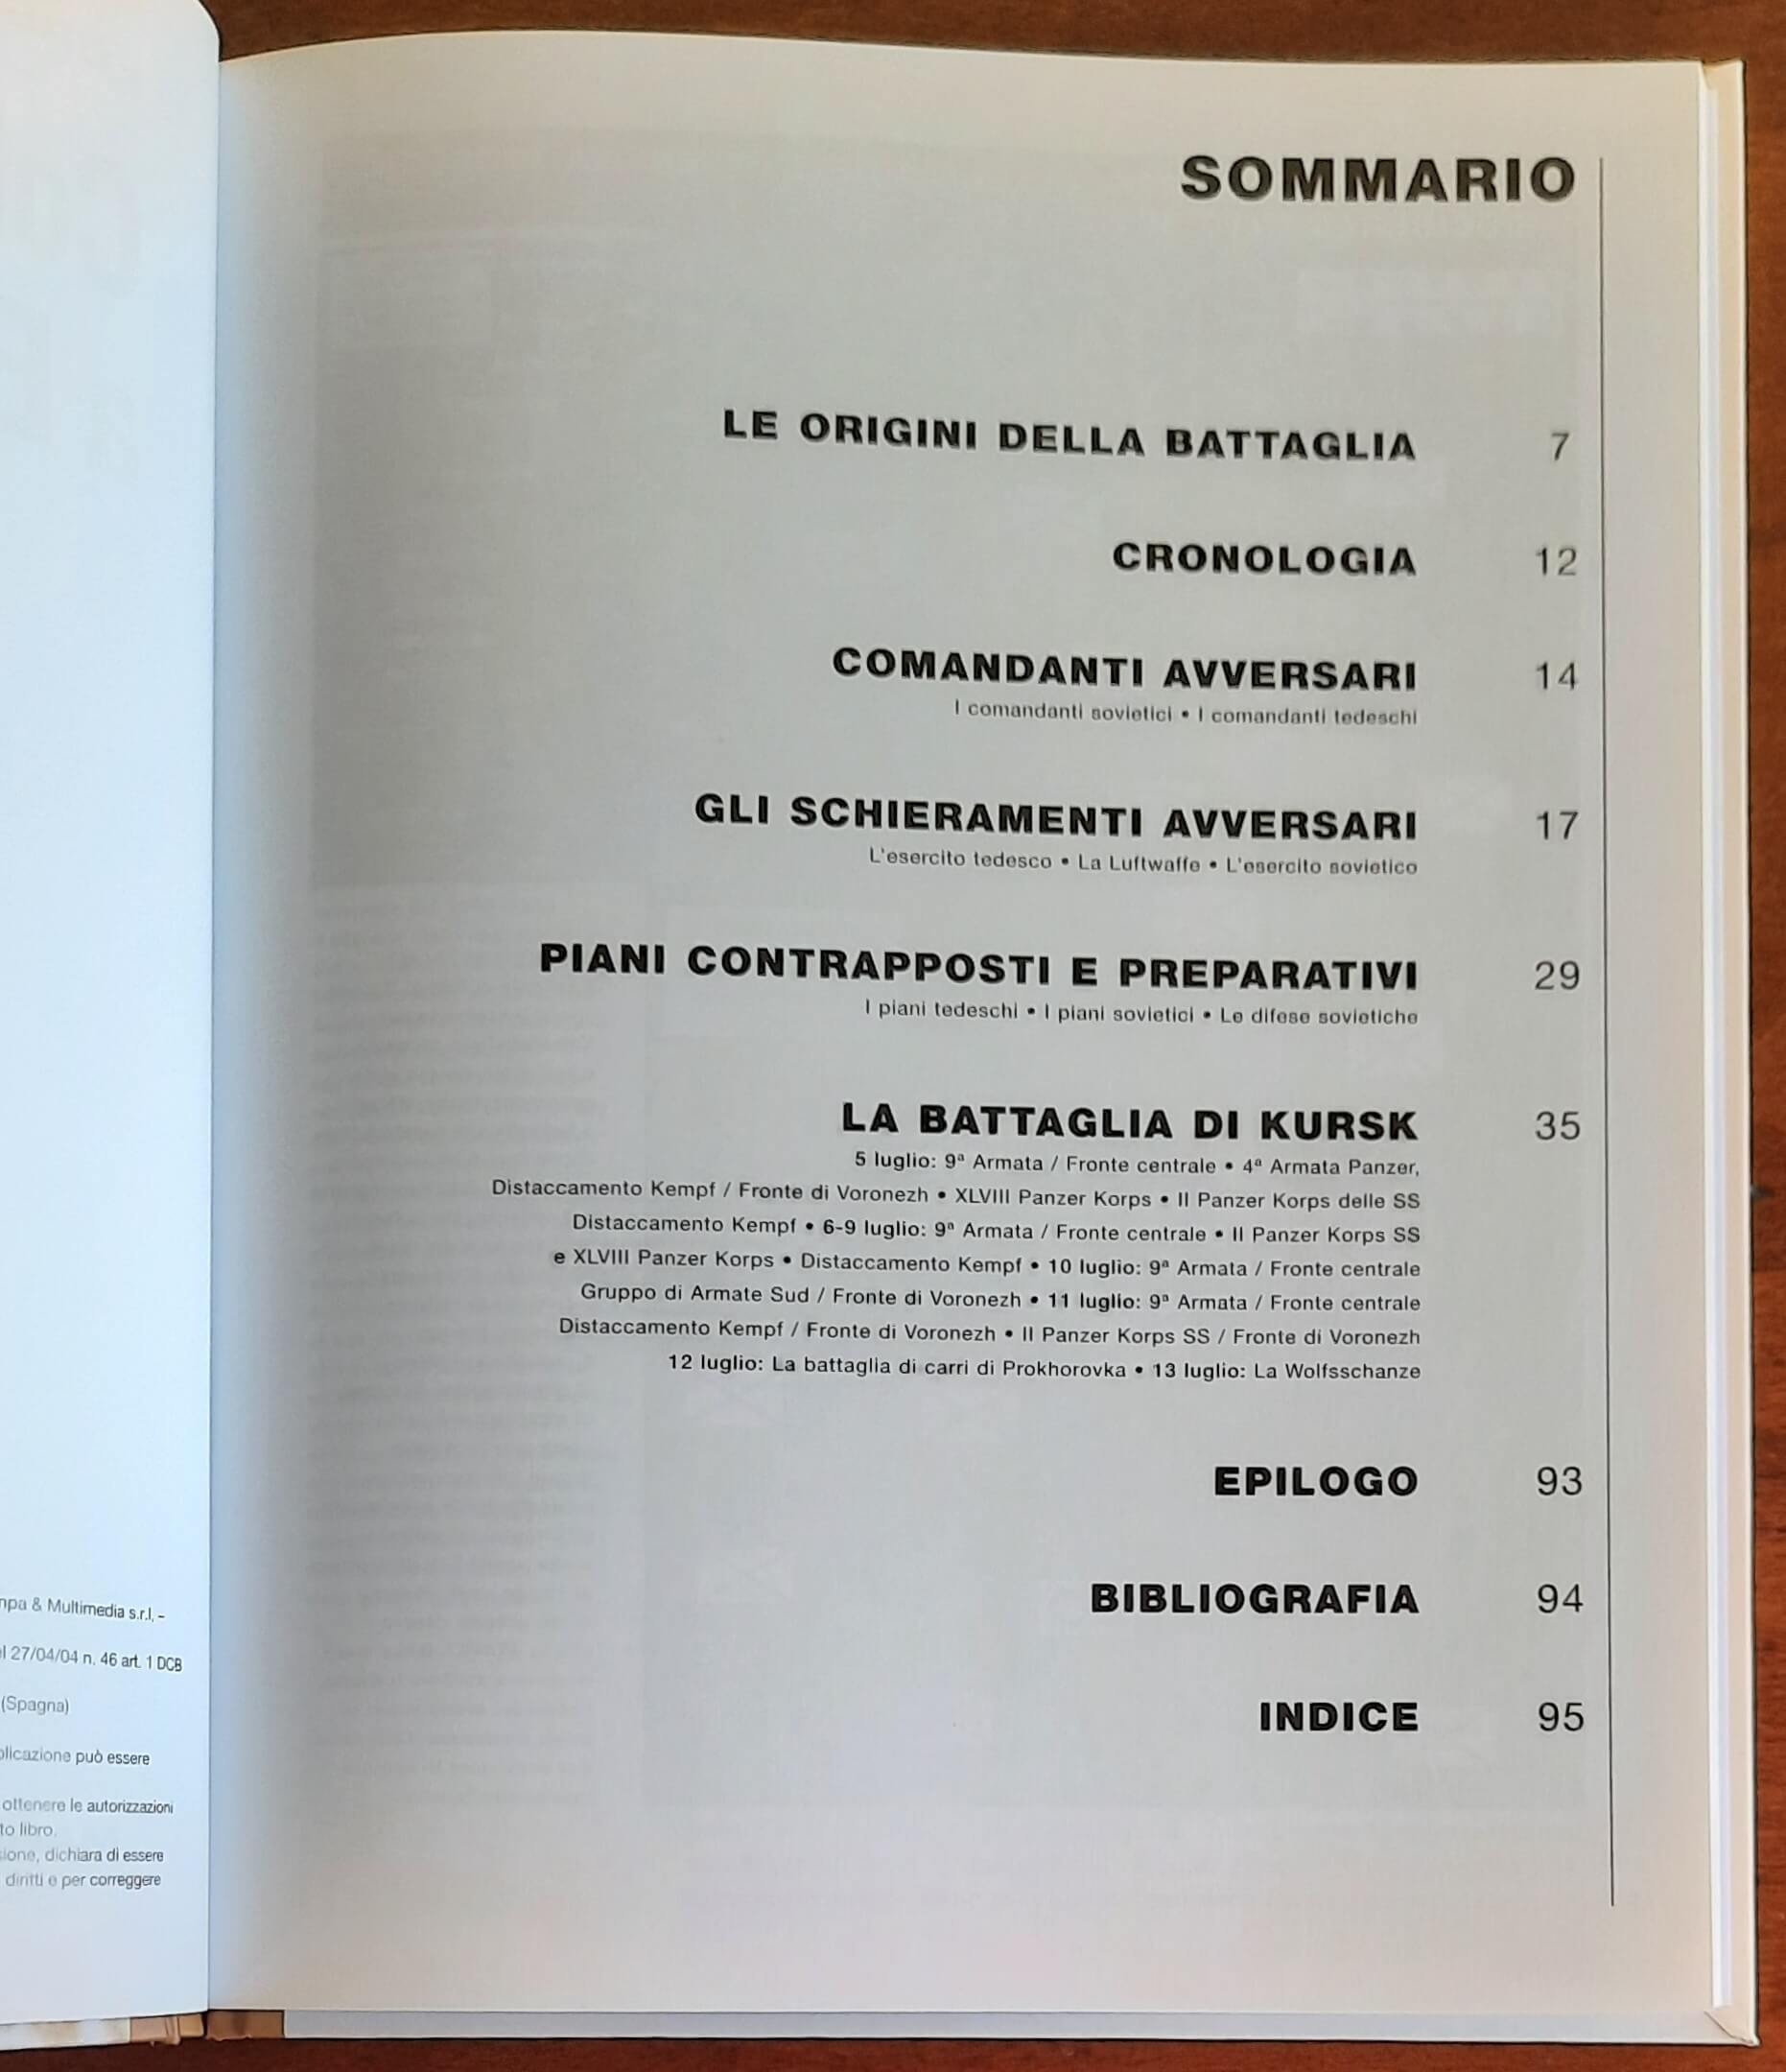 SOMMARIO
LE ORIGINI DELLA BATTAGLIA 7
CRONOLOGIA 12
COMANDANTI AVVERSARI 14
I comandanti sovietici • I comandanti tedeschi
GLI SCHIERAMENTI AVVERSARI 17
L'esercito tedesco • La Luftwaffe • L'esercito sovietico
PIANI CONTRAPPOSTI E PREPARATIVI 29
I piani tedeschi • I piani sovietici • Le difese sovietiche
LA BATTAGLIA DI KURSK 35
5 luglio: 9ª Armata / Fronte centrale • 4ª Armata Panzer,
Distaccamento Kempf / Fronte di Voronezh • XLVIII Panzer Korps • II Panzer Korps delle SS
Distaccamento Kempf • 6-9 luglio: 9ª Armata / Fronte centrale • II Panzer Korps SS
e XLVIII Panzer Korps • Distaccamento Kempf • 10 luglio: 9ª Armata / Fronte centrale
Gruppo di Armate Sud / Fronte di Voronezh • 11 luglio: 9ª Armata / Fronte centrale
Distaccamento Kempf / Fronte di Voronezh • II Panzer Korps SS / Fronte di Voronezh
12 luglio: La battaglia di carri di Prokhorovka • 13 luglio: La Wolfsschanze
EPILOGO 93
BIBLIOGRAFIA 94
INDICE 95
& Multimedia s.r.l. –
27/04/04 n. 46 art. 1 DCB
(Spagna)
può essere
ottenere le autorizzazioni
libro.
dichiara di essere
diritti e per correggere